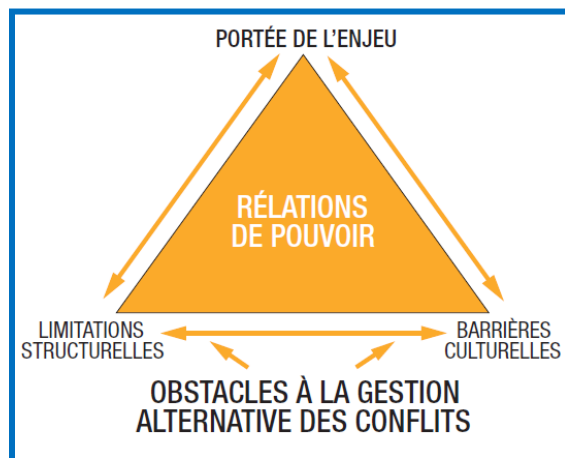 PORTÉE DE L'ENJEU
RÉLATIONS
DE POUVOIR
LIMITATIONS
STRUCTURELLES
BARRIÈRES
CULTURELLES
OBSTACLES À LA GESTION
ALTERNATIVE DES CONFLITS